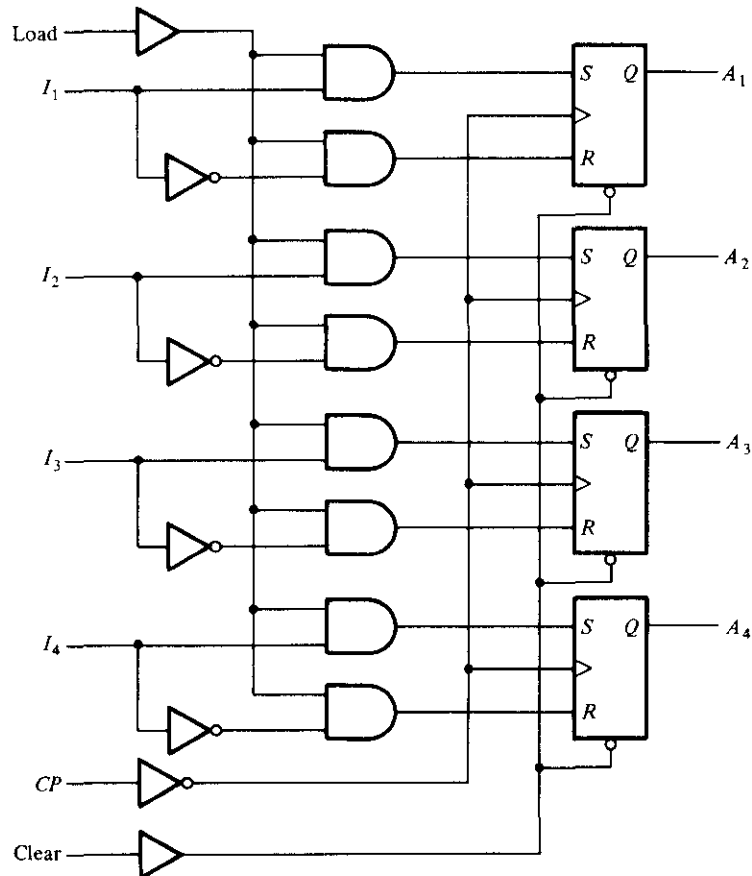 Load
I1
S Q A1
R
I2
S Q A2
R
I3
S Q A3
R
I4
S Q A4
R
CP
Clear